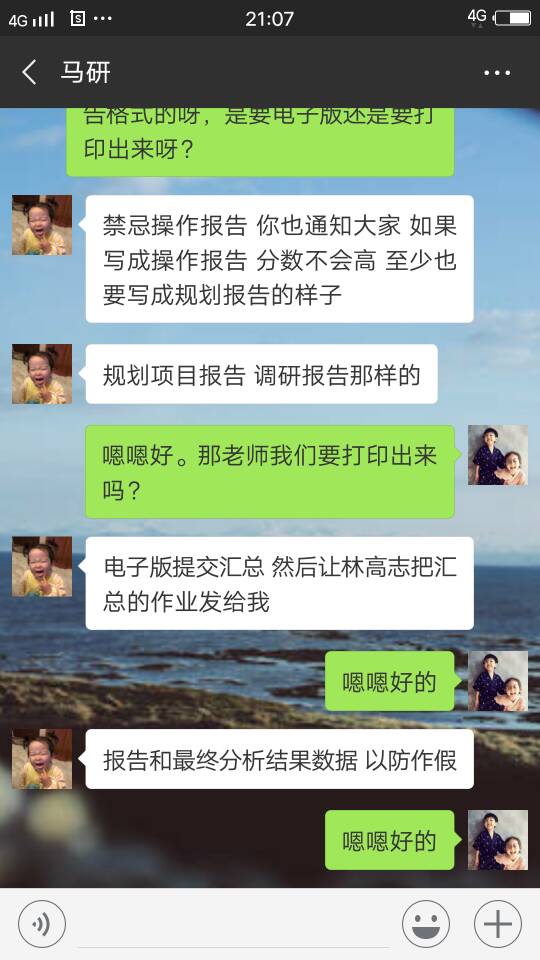 4G
21:07
4G
马研
告格式的呀，是要电子版还是要打
印出来呀？
禁忌操作报告 你也通知大家 如果
写成操作报告 分数不会高 至少也
要写成规划报告的样子
规划项目报告 调研报告那样的
嗯嗯好。那老师我们要打印出来
吗？
电子版提交汇总 然后让林高志把汇
总的作业发给我
嗯嗯好的
报告和最终分析结果数据 以防作假
嗯嗯好的